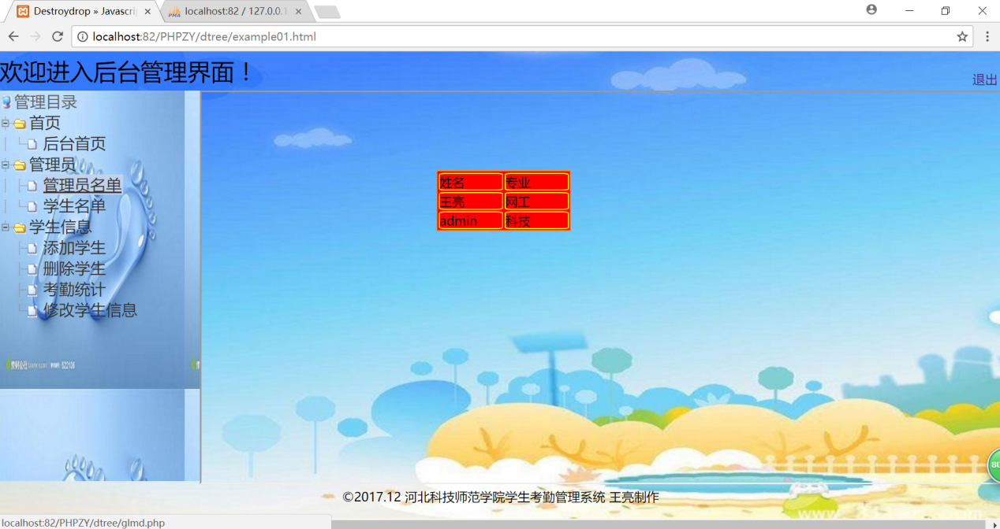 Destroydrop » Javascri
localhost:82 / 127.0.0.1
localhost:82/PHPZY/dtree/example01.html
欢迎进入后台管理界面！
退出
管理目录
首页
后台首页
管理员
管理员名单
学生名单
学生信息
添加学生
删除学生
考勤统计
修改学生信息
姓名 专业
王亮 网工
admin 科技
©2017.12 河北科技师范学院学生考勤管理系统 王亮制作
localhost:82/PHPZY/dtree/glmd.php